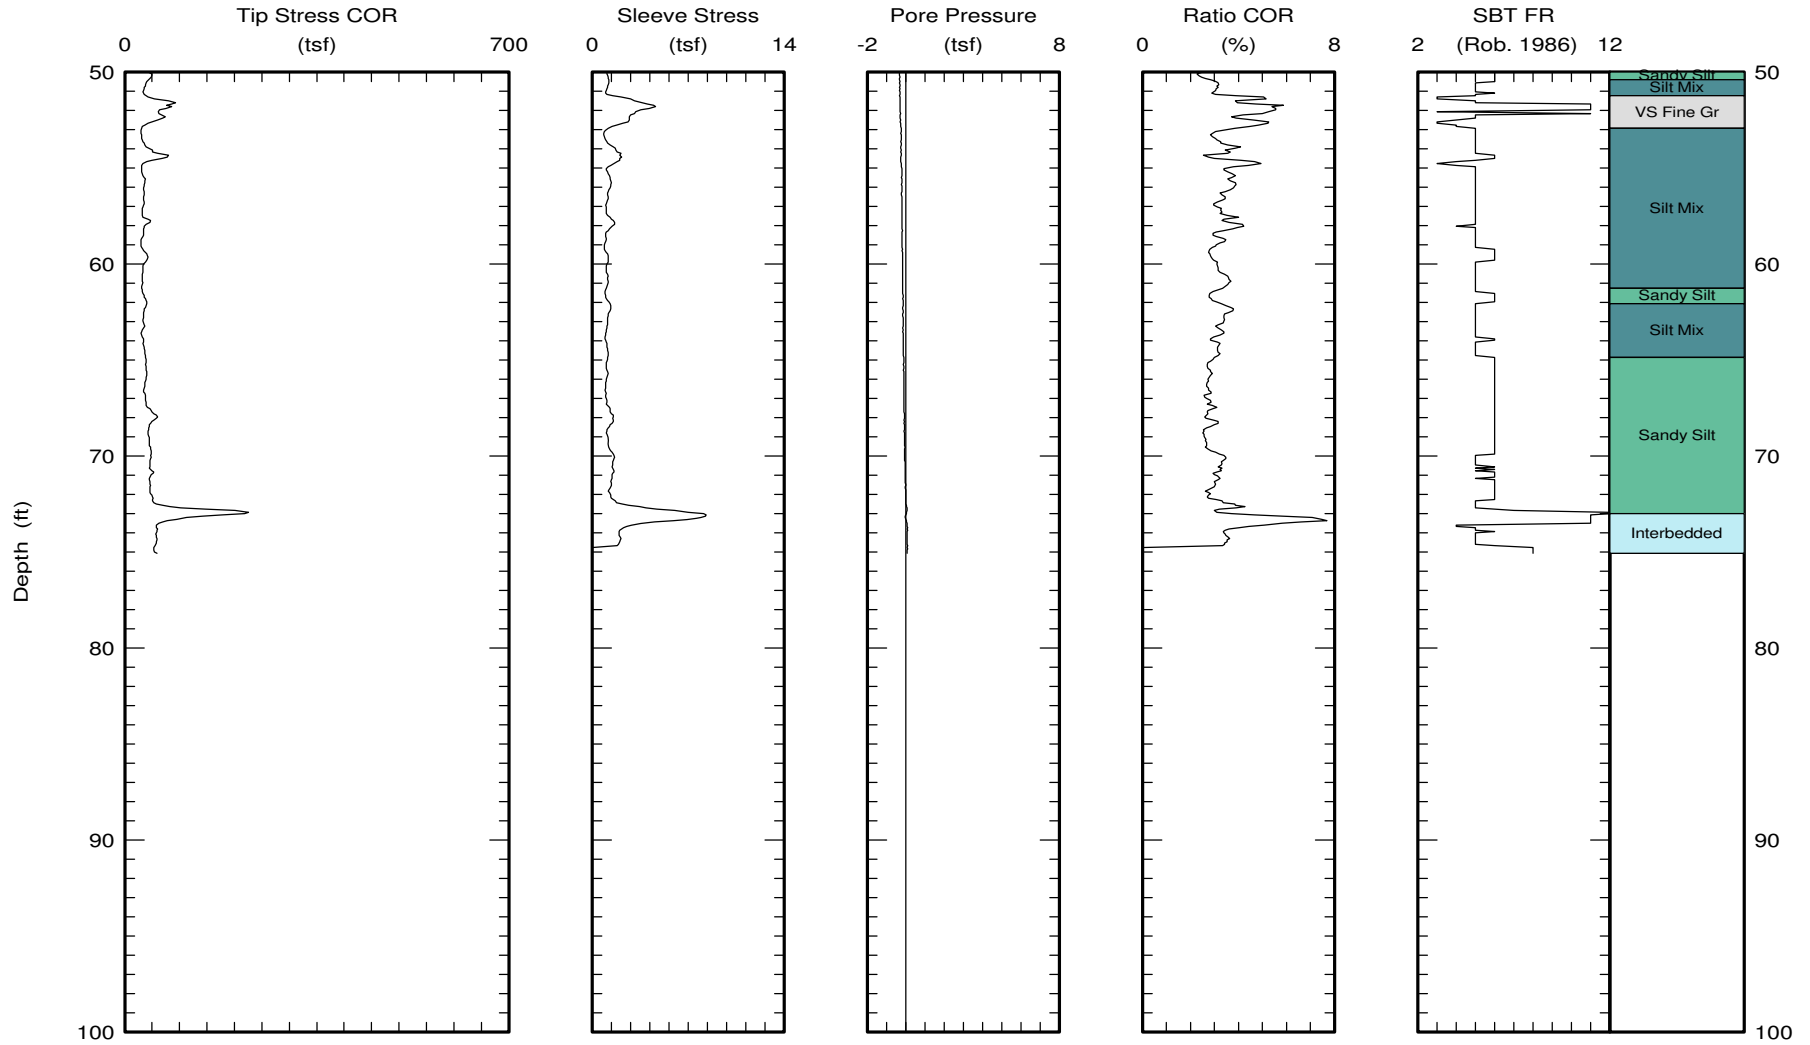 Tip Stress COR Sleeve Stress Pore Pressure Ratio COR SBT FR
0 (tsf) 700 0 (tsf) 14 -2 (tsf) 8 0 (%) 8 2 (Rob. 1986) 12
50 Sandy Silt 50
Silt Mix
VS Fine Gr
Silt Mix
60 60
Sandy Silt
Silt Mix
Sandy Silt
70 70
Interbedded
Depth (ft)
80 80
90 90
100 100